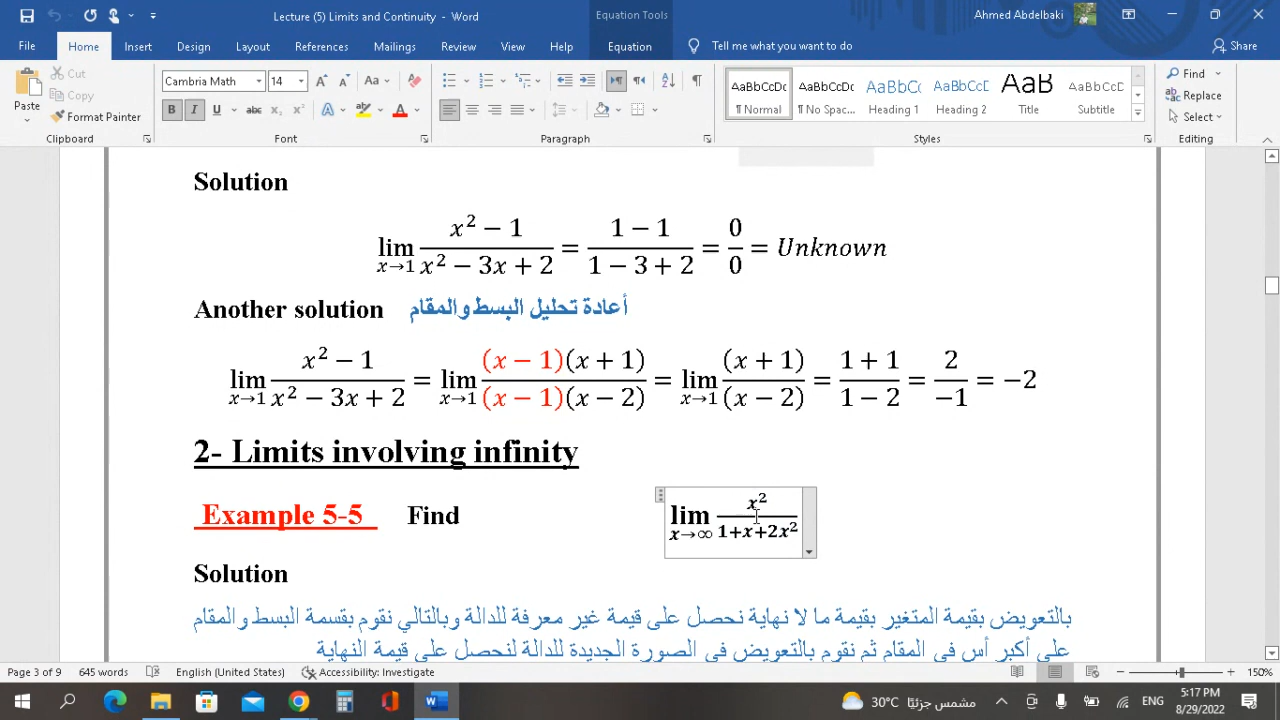 Lecture (5) Limits and Continuity - Word
Equation Tools
Ahmed Abdelbaki
File Home Insert Design Layout References Mailings Review View Help Equation Tell me what you want to do Share
Paste Cut Copy Format Painter
Cambria Math 14
AaBbCcDc ¶ Normal AaBbCcDc ¶ No Spac... AaBbCc Heading 1 AaBbCcD Heading 2 AaB Title AaBbCcD Subtitle
Find Replace Select
Clipboard Font Paragraph Styles Editing
Solution
lim x→1 (x² − 1)/(x² − 3x + 2) = (1 − 1)/(1 − 3 + 2) = 0/0 = Unknown
Another solution أعادة تحليل البسط والمقام
lim x→1 (x² − 1)/(x² − 3x + 2) = lim x→1 ((x − 1)(x + 1))/((x − 1)(x − 2)) = lim x→1 (x + 1)/(x − 2) = (1 + 1)/(1 − 2) = 2/−1 = −2
2- Limits involving infinity
Example 5-5 Find lim x→∞ x²/(1+x+2x²)
Solution
بالتعويض بقيمة المتغير بقيمة ما لا نهاية نحصل على قيمة غير معرفة للدالة وبالتالي نقوم بقسمة البسط والمقام
على أكبر أس في المقام ثم نقوم بالتعويض في الصورة الجديدة للدالة لنحصل على قيمة النهاية
Page 3 of 9 645 words English (United States) Accessibility: Investigate 150%
30°C مشمس جزئيًا ENG 5:17 PM
8/29/2022